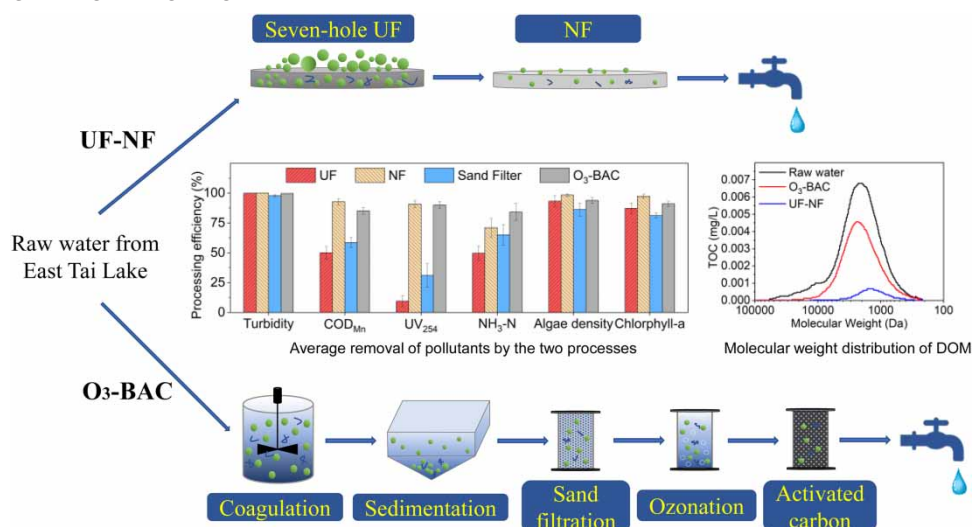 Seven-hole UF
NF
UF-NF
Raw water from
East Tai Lake
O₃-BAC
UF NF Sand Filter O₃-BAC
Processing efficiency (%)
100
75
50
25
0
Turbidity COD_Mn UV₂₅₄ NH₃-N Algae density Chlorphyll-a
Average removal of pollutants by the two processes
Raw water
O₃-BAC
UF-NF
TOC (mg/L)
0.007
0.006
0.005
0.004
0.003
0.002
0.001
0.000
100000 10000 1000 100
Molecular Weight (Da)
Molecular weight distribution of DOM
Coagulation
Sedimentation
Sand
filtration
Ozonation
Activated
carbon